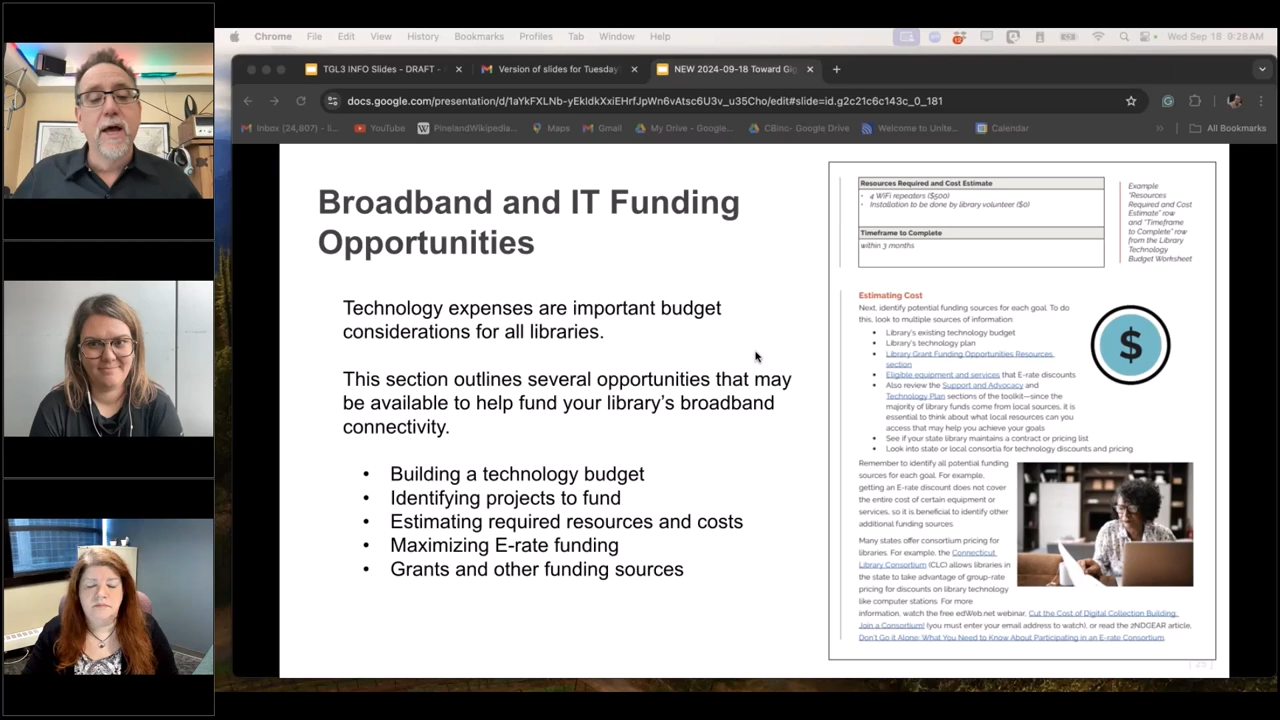 Chrome File Edit View History Bookmarks Profiles Tab Window Help Wed Sep 18 9:28AM
TGL3 INFO Slides - DRAFT - Version of slides for Tuesday NEW 2024-09-18 Toward Gig
docs.google.com/presentation/d/1aYkFXLNb-yEkIdkXxiEHrfJpWn6vAtsc6U3v_u35Cho/edit#slide=id.g2c21c6c143c_0_181
Inbox (24,807) - li... YouTube PinelandWikipedia... Maps Gmail My Drive - Google... CBinc- Google Drive Welcome to Unite... Calendar » All Bookmarks
Broadband and IT Funding
Opportunities
Technology expenses are important budget
considerations for all libraries.
This section outlines several opportunities that may
be available to help fund your library's broadband
connectivity.
• Building a technology budget
• Identifying projects to fund
• Estimating required resources and costs
• Maximizing E-rate funding
• Grants and other funding sources
Resources Required and Cost Estimate
• 4 WiFi repeaters ($500)
• Installation to be done by library volunteer ($0)
Timeframe to Complete
within 3 months
Example
"Resources
Required and Cost
Estimate" row
and "Timeframe
to Complete" row
from the Library
Technology
Budget Worksheet
Estimating Cost
Next, identify potential funding sources for each goal. To do
this, look to multiple sources of information:
• Library's existing technology budget
• Library's technology plan
• Library Grant Funding Opportunities Resources
section
• Eligible equipment and services that E-rate discounts
• Also review the Support and Advocacy and
Technology Plan sections of the toolkit—since the
majority of library funds come from local sources, it is
essential to think about what local resources can you
access that may help you achieve your goals
• See if your state library maintains a contract or pricing list
• Look into state or local consortia for technology discounts and pricing
$
Remember to identify all potential funding
sources for each goal. For example,
getting an E-rate discount does not cover
the entire cost of certain equipment or
services, so it is beneficial to identify other
additional funding sources.
Many states offer consortium pricing for
libraries. For example, the Connecticut
Library Consortium (CLC) allows libraries in
the state to take advantage of group-rate
pricing for discounts on library technology
like computer stations. For more
information, watch the free edWeb.net webinar, Cut the Cost of Digital Collection Building,
Join a Consortium! (you must enter your email address to watch), or read the 2NDGEAR article,
Don't Go it Alone: What You Need to Know About Participating in an E-rate Consortium.
[ 25 ]